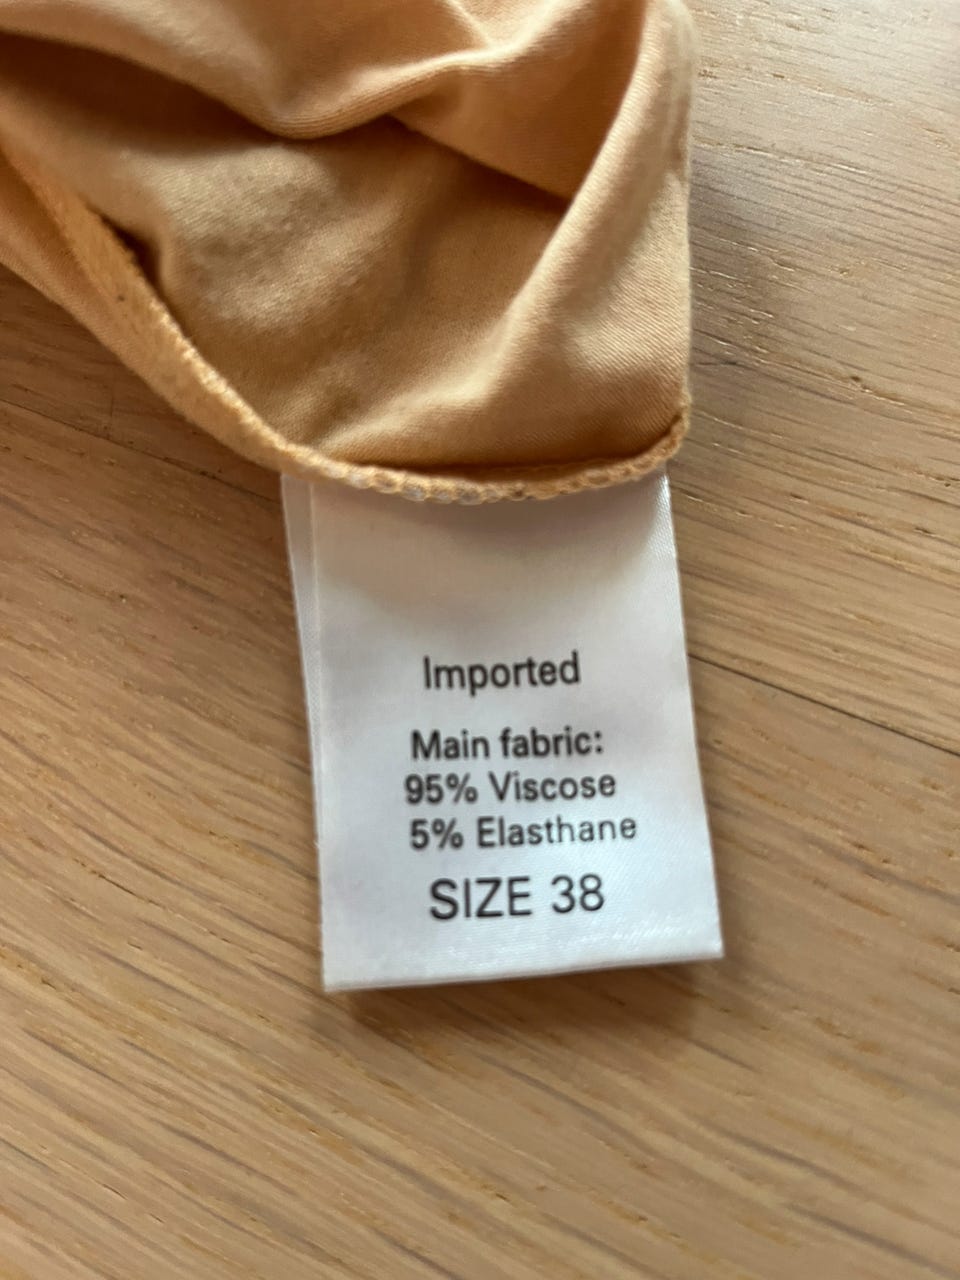 Imported
Main fabric:
95% Viscose
5% Elasthane
SIZE 38